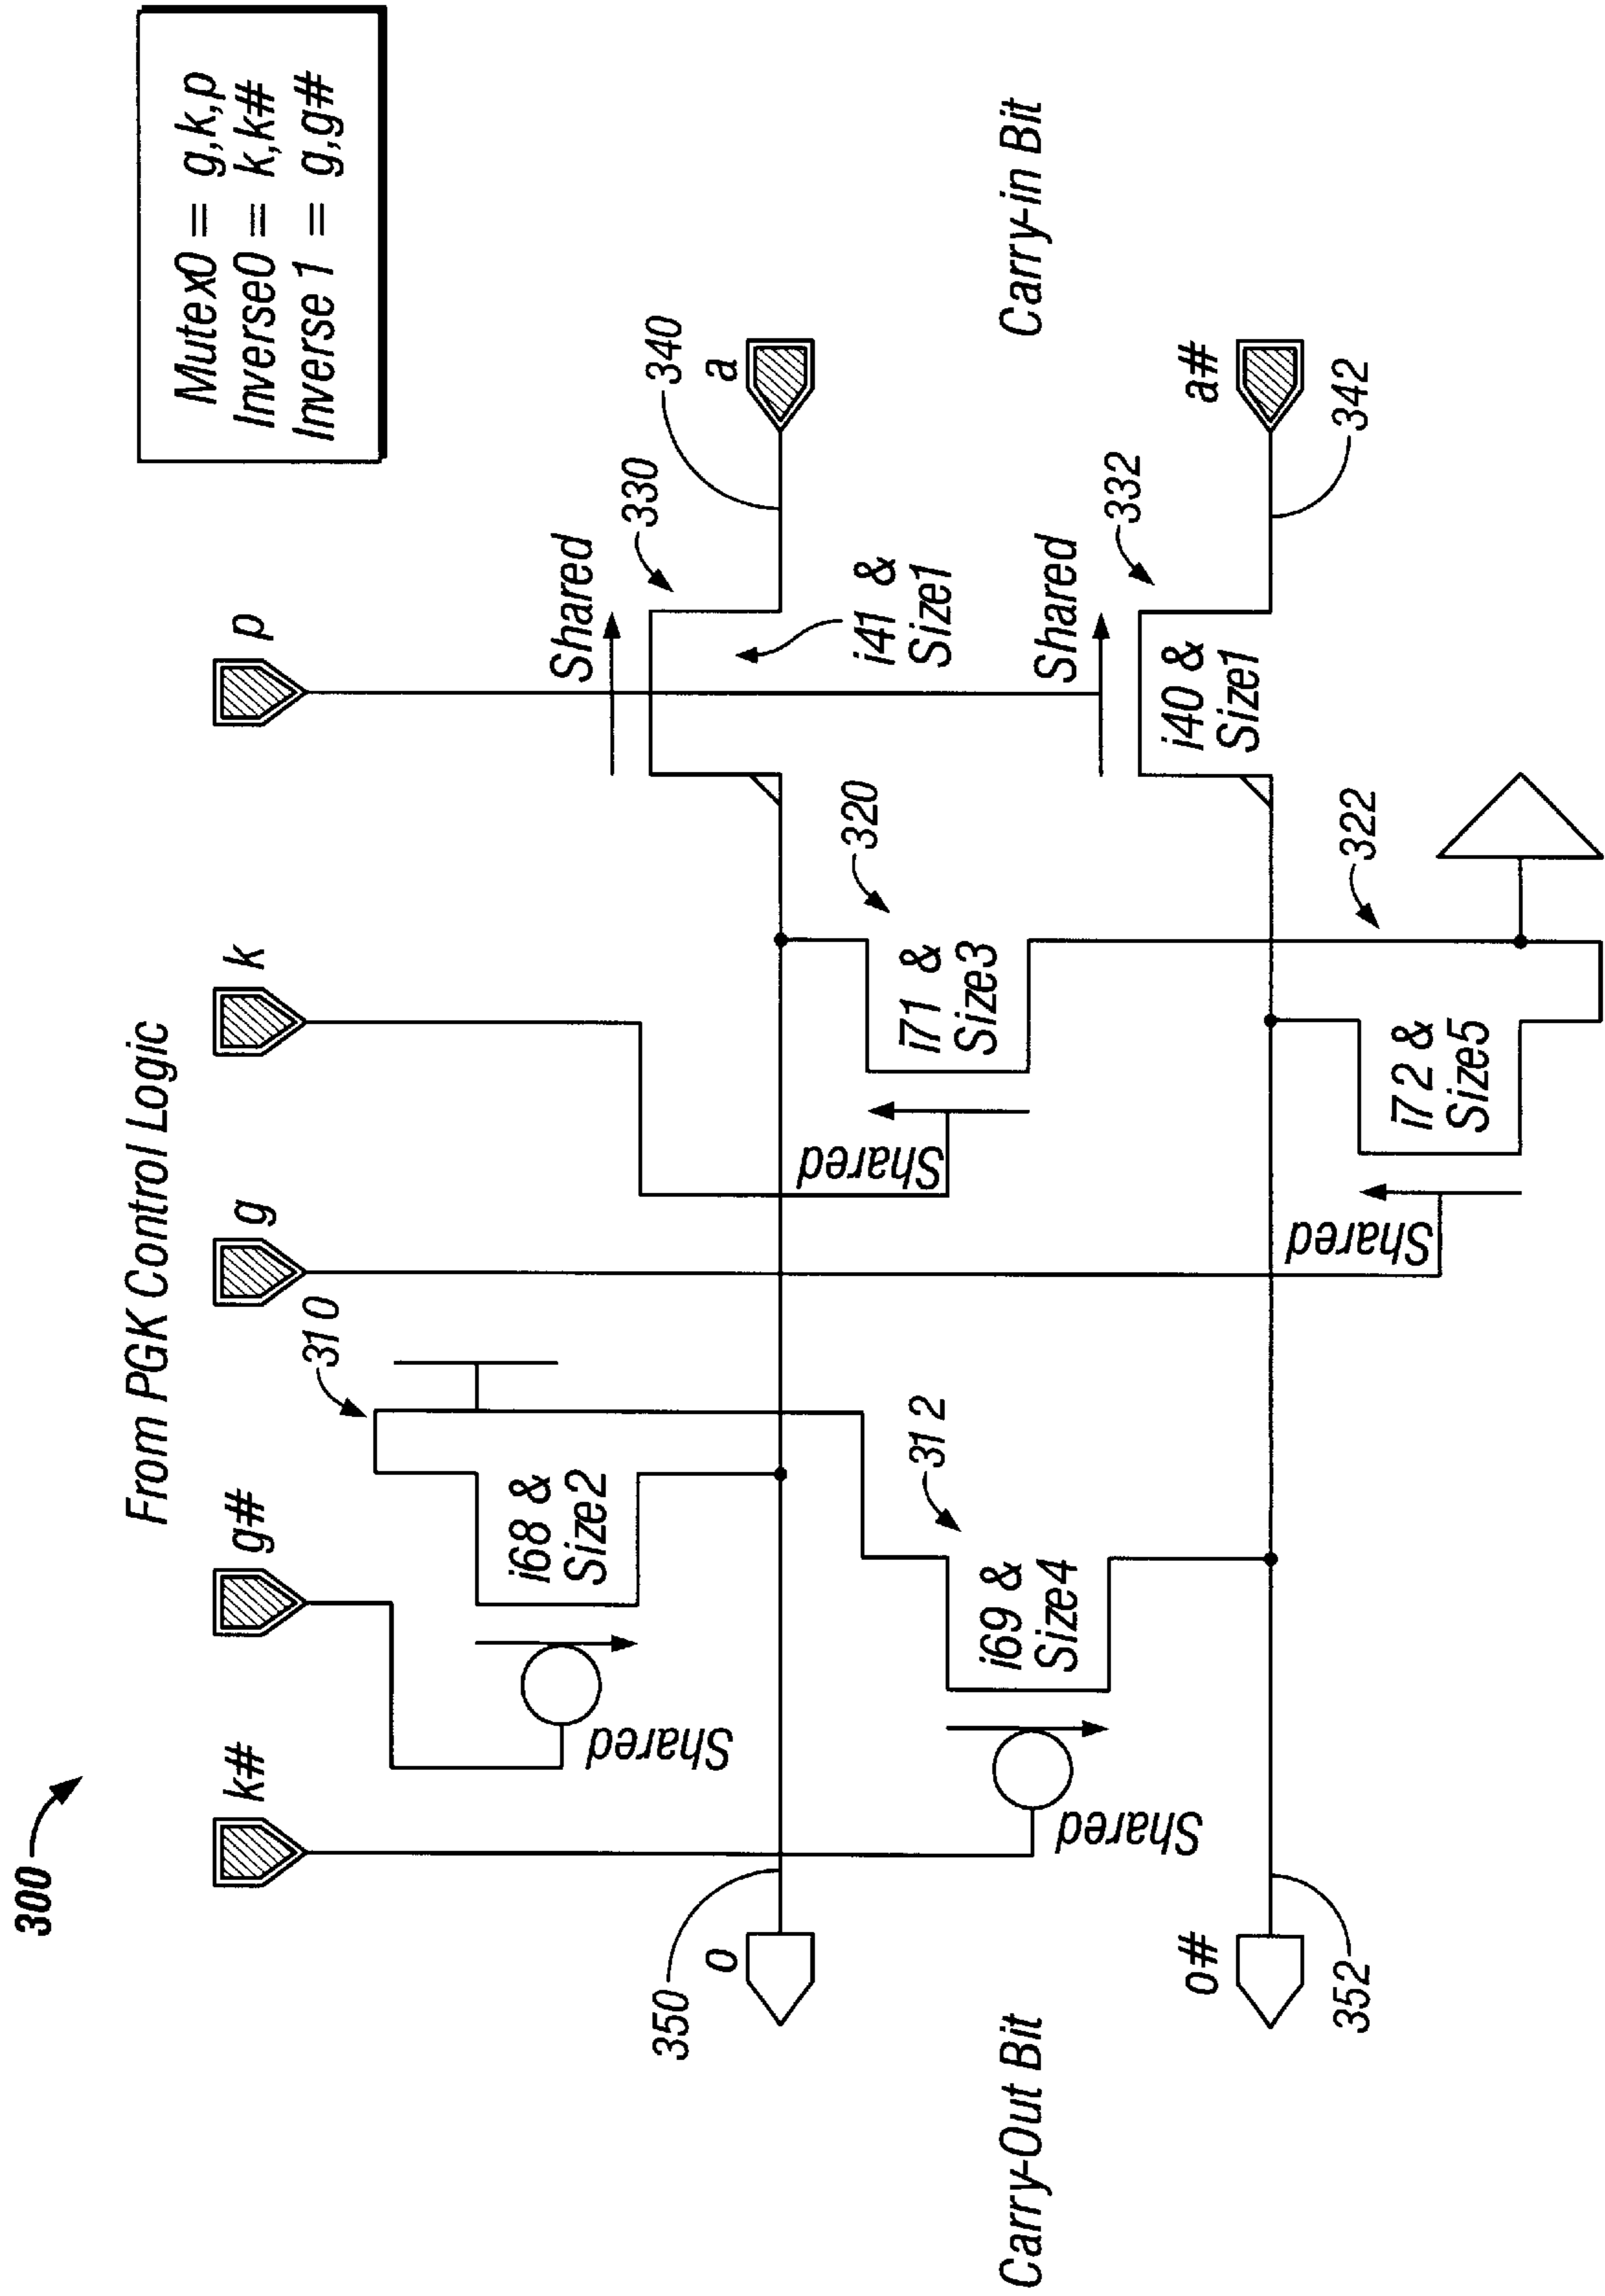 300
From PGK Control Logic
k#
g#
g
k
p
Mutex0 = g,k,p
Inverse0 = k,k#
Inverse 1 = g,g#
310
i68 &
Size2
Shared
Shared
330
i41 &
Size1
340
a
350
o
320
i71 &
Size3
Shared
312
i69 &
Size4
Shared
Shared
332
i40 &
Size1
342
a#
Carry-in Bit
322
i72 &
Size5
Shared
352
o#
Carry-Out Bit